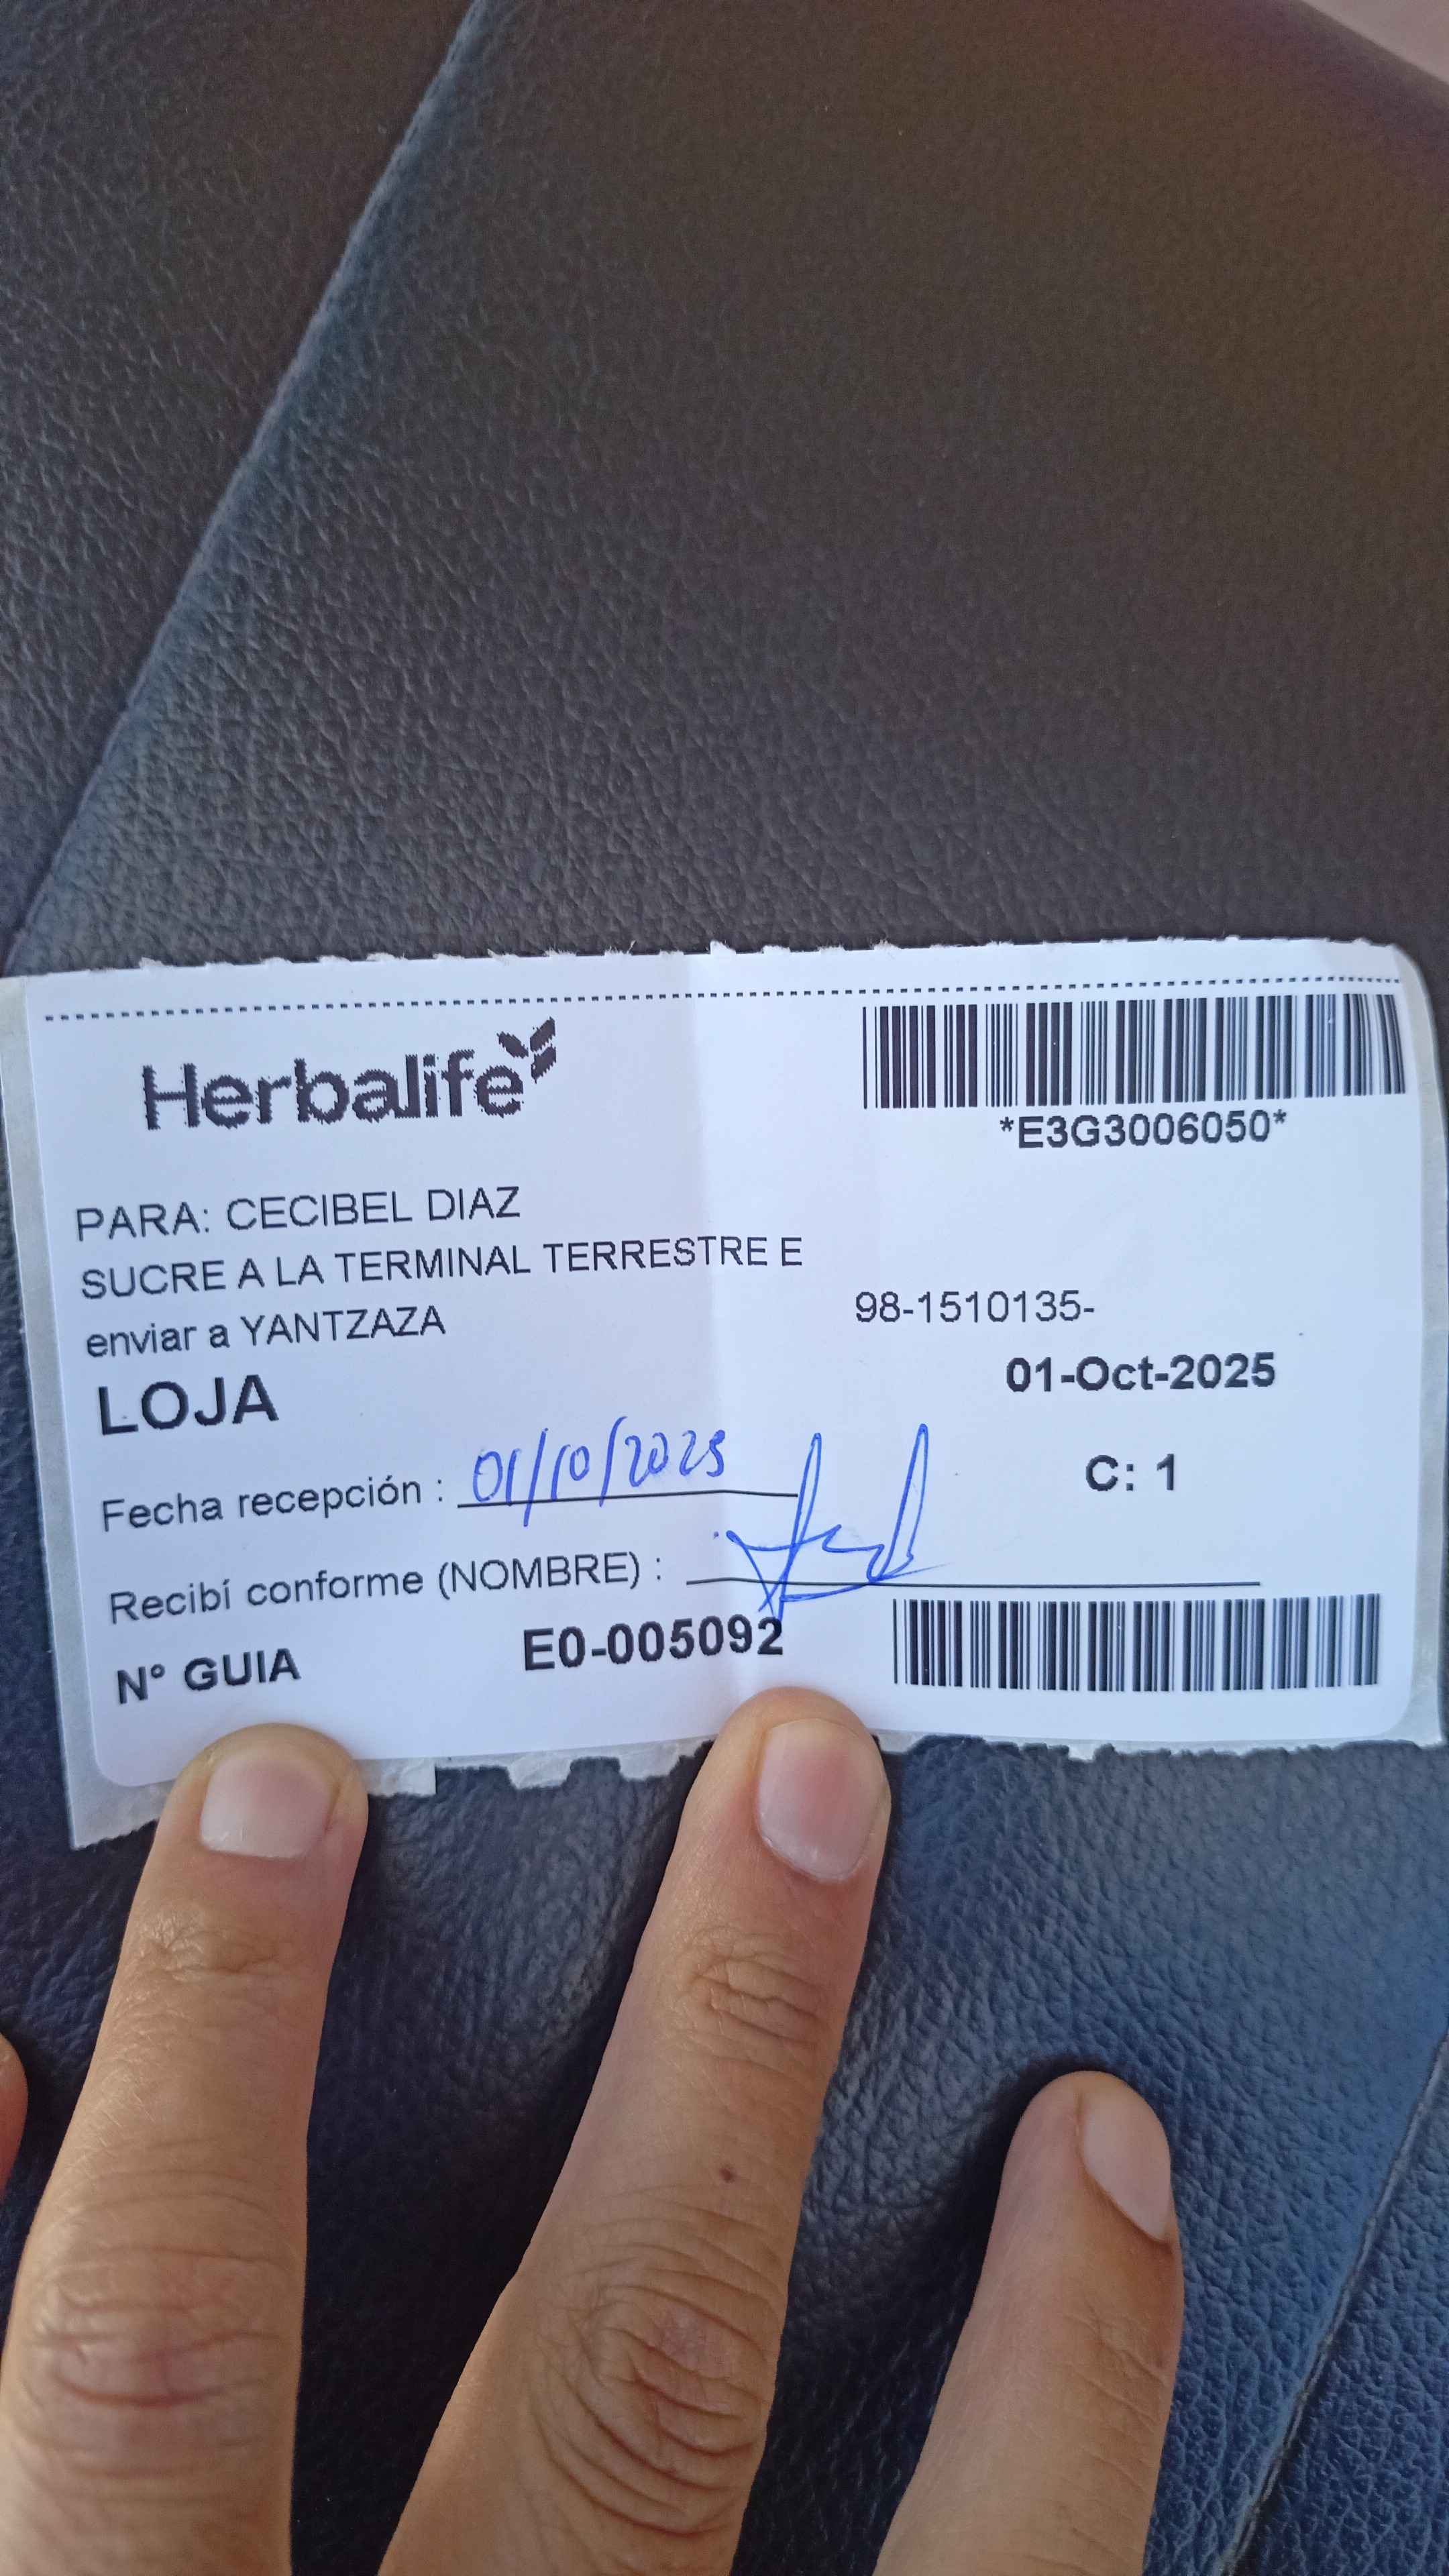 Herbalife
*E3G3006050*
PARA: CECIBEL DIAZ
SUCRE A LA TERMINAL TERRESTRE E
enviar a YANTZAZA
98-1510135-
LOJA
01-Oct-2025
Fecha recepción : 01/10/2025
C: 1
Recibí conforme (NOMBRE) :
N° GUIA E0-005092